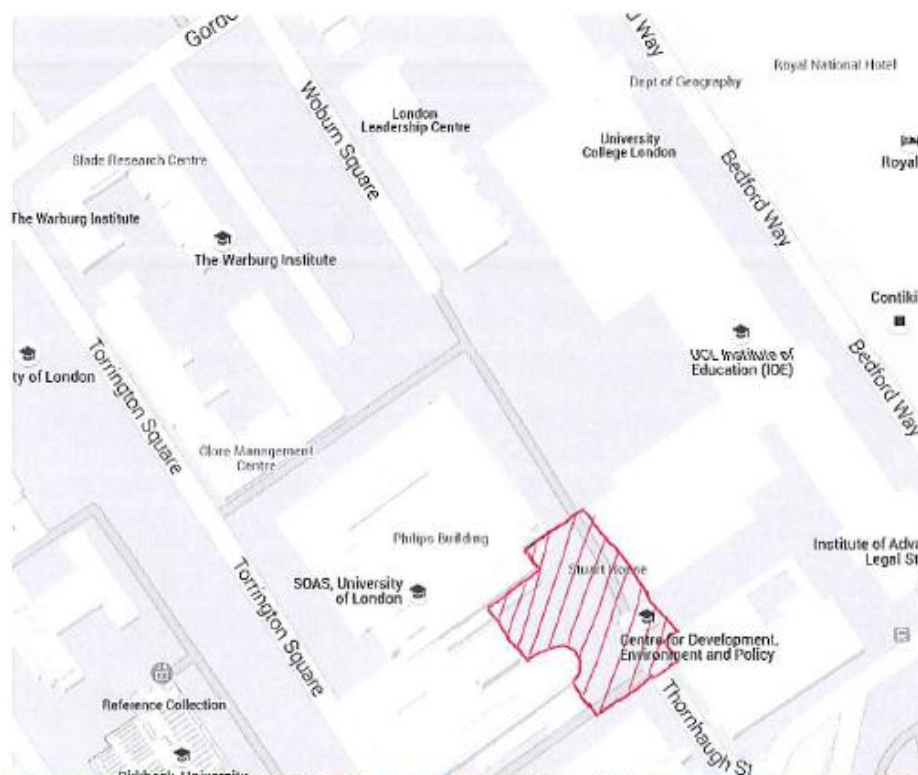 Gordo
Way
Woburn Square
Royal National Hotel
Dept of Geography
London
Leadership Centre
University
College London
Royal
Bedford Way
Slade Research Centre
The Warburg Institute
The Warburg Institute
Contiki
UCL Institute of
Education (IOE)
Bedford Way
ty of London
Torrington Square
Clore Management
Centre
Philips Building
Institute of Adva
Legal St
Stuart House
SOAS, University
of London
Torrington Square
Centre for Development,
Environment and Policy
Reference Collection
Thornhaugh St